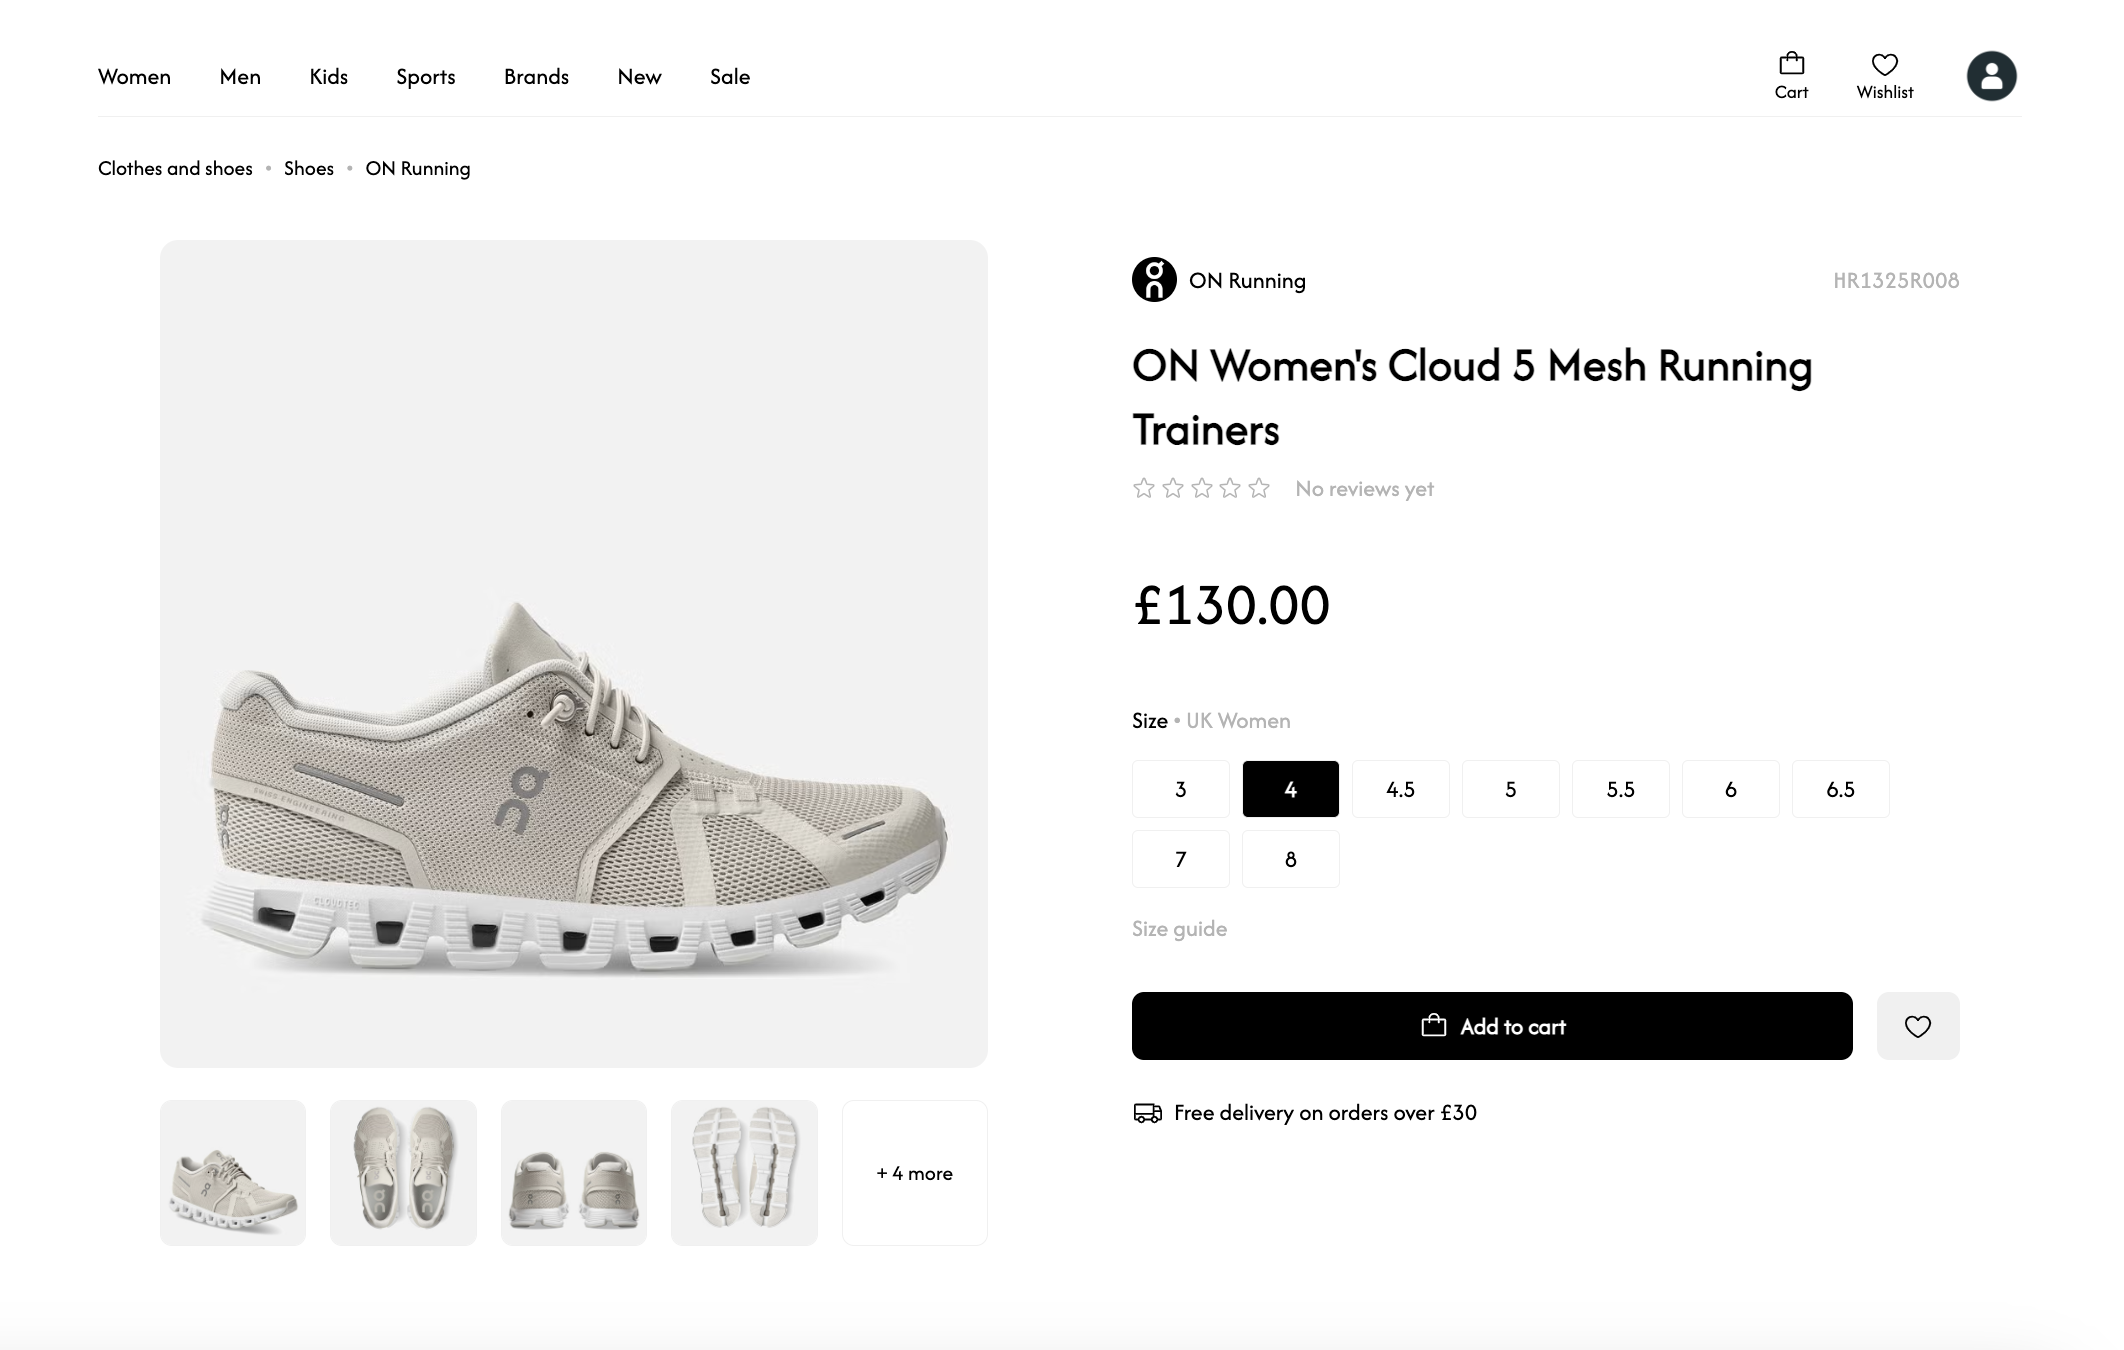 Women Men Kids Sports Brands New Sale
Cart Wishlist
Clothes and shoes • Shoes • ON Running
ON Running
HR1325R008
ON Women's Cloud 5 Mesh Running
Trainers
No reviews yet
£130.00
Size • UK Women
3 4 4.5 5 5.5 6 6.5
7 8
Size guide
Add to cart
Free delivery on orders over £30
SWISS ENGINEERING
CLOUDTEC
+ 4 more